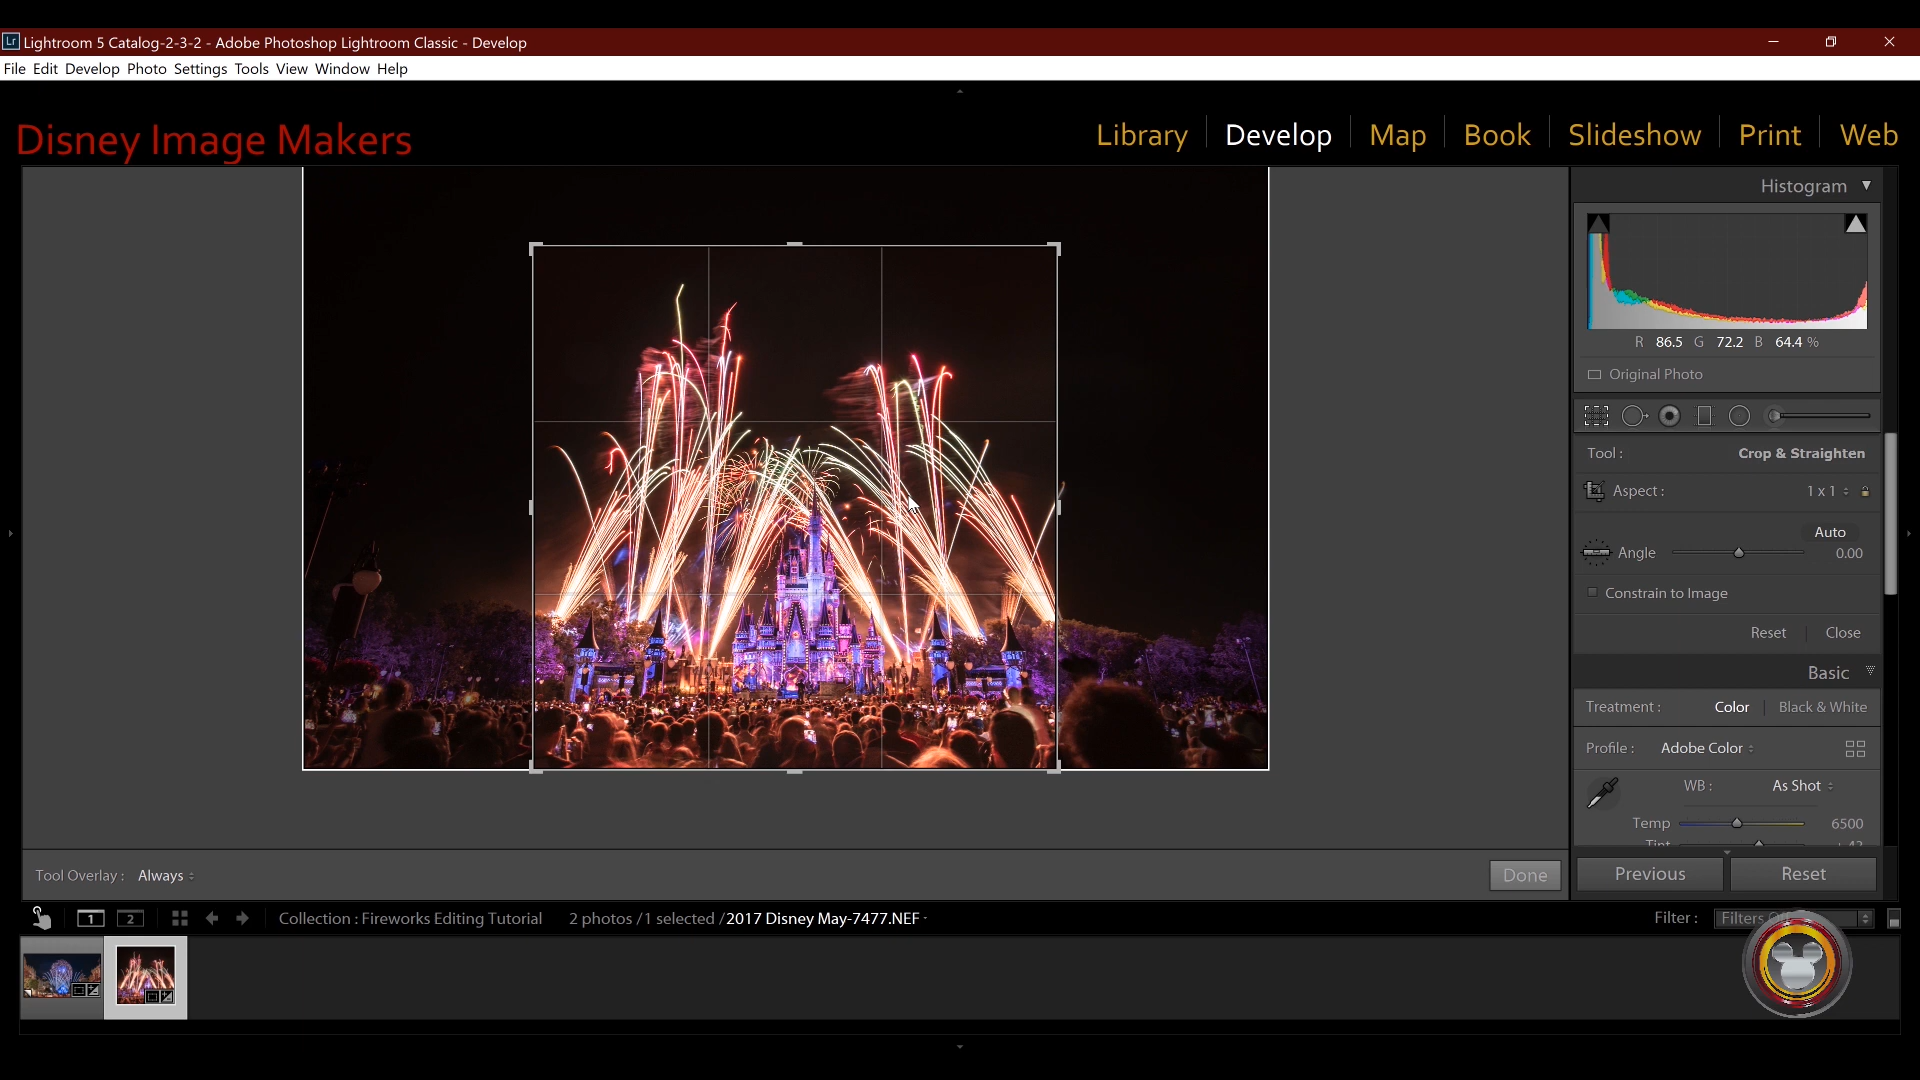 Lr Lightroom 5 Catalog-2-3-2 - Adobe Photoshop Lightroom Classic - Develop
File Edit Develop Photo Settings Tools View Window Help
Disney Image Makers
Library Develop Map Book Slideshow Print Web
Histogram
R 86.5 G 72.2 B 64.4 %
Original Photo
Tool : Crop & Straighten
Aspect : 1 x 1
Auto
Angle 0.00
Constrain to Image
Reset Close
Basic
Treatment : Color Black & White
Profile : Adobe Color
WB : As Shot
Temp 6500
Tint + 42
Tool Overlay : Always
Done
Previous Reset
1 2 Collection : Fireworks Editing Tutorial 2 photos / 1 selected / 2017 Disney May-7477.NEF
Filter : Filters